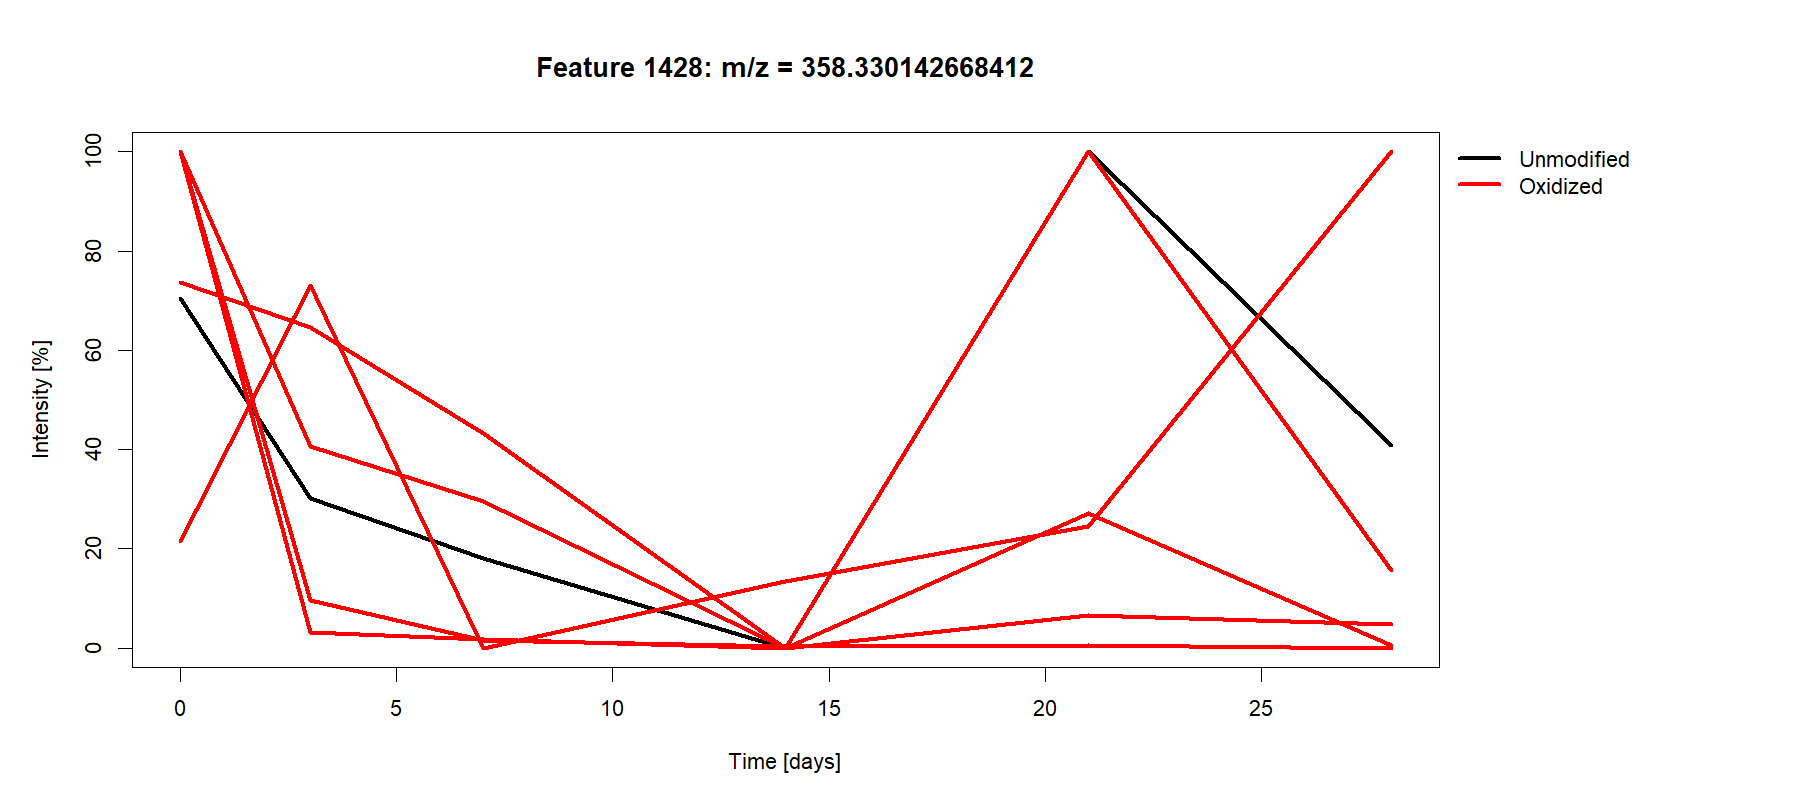 Feature 1428: m/z = 358.330142668412
100
80
60
40
20
0
Intensity [%]
0 5 10 15 20 25
Time [days]
Unmodified
Oxidized